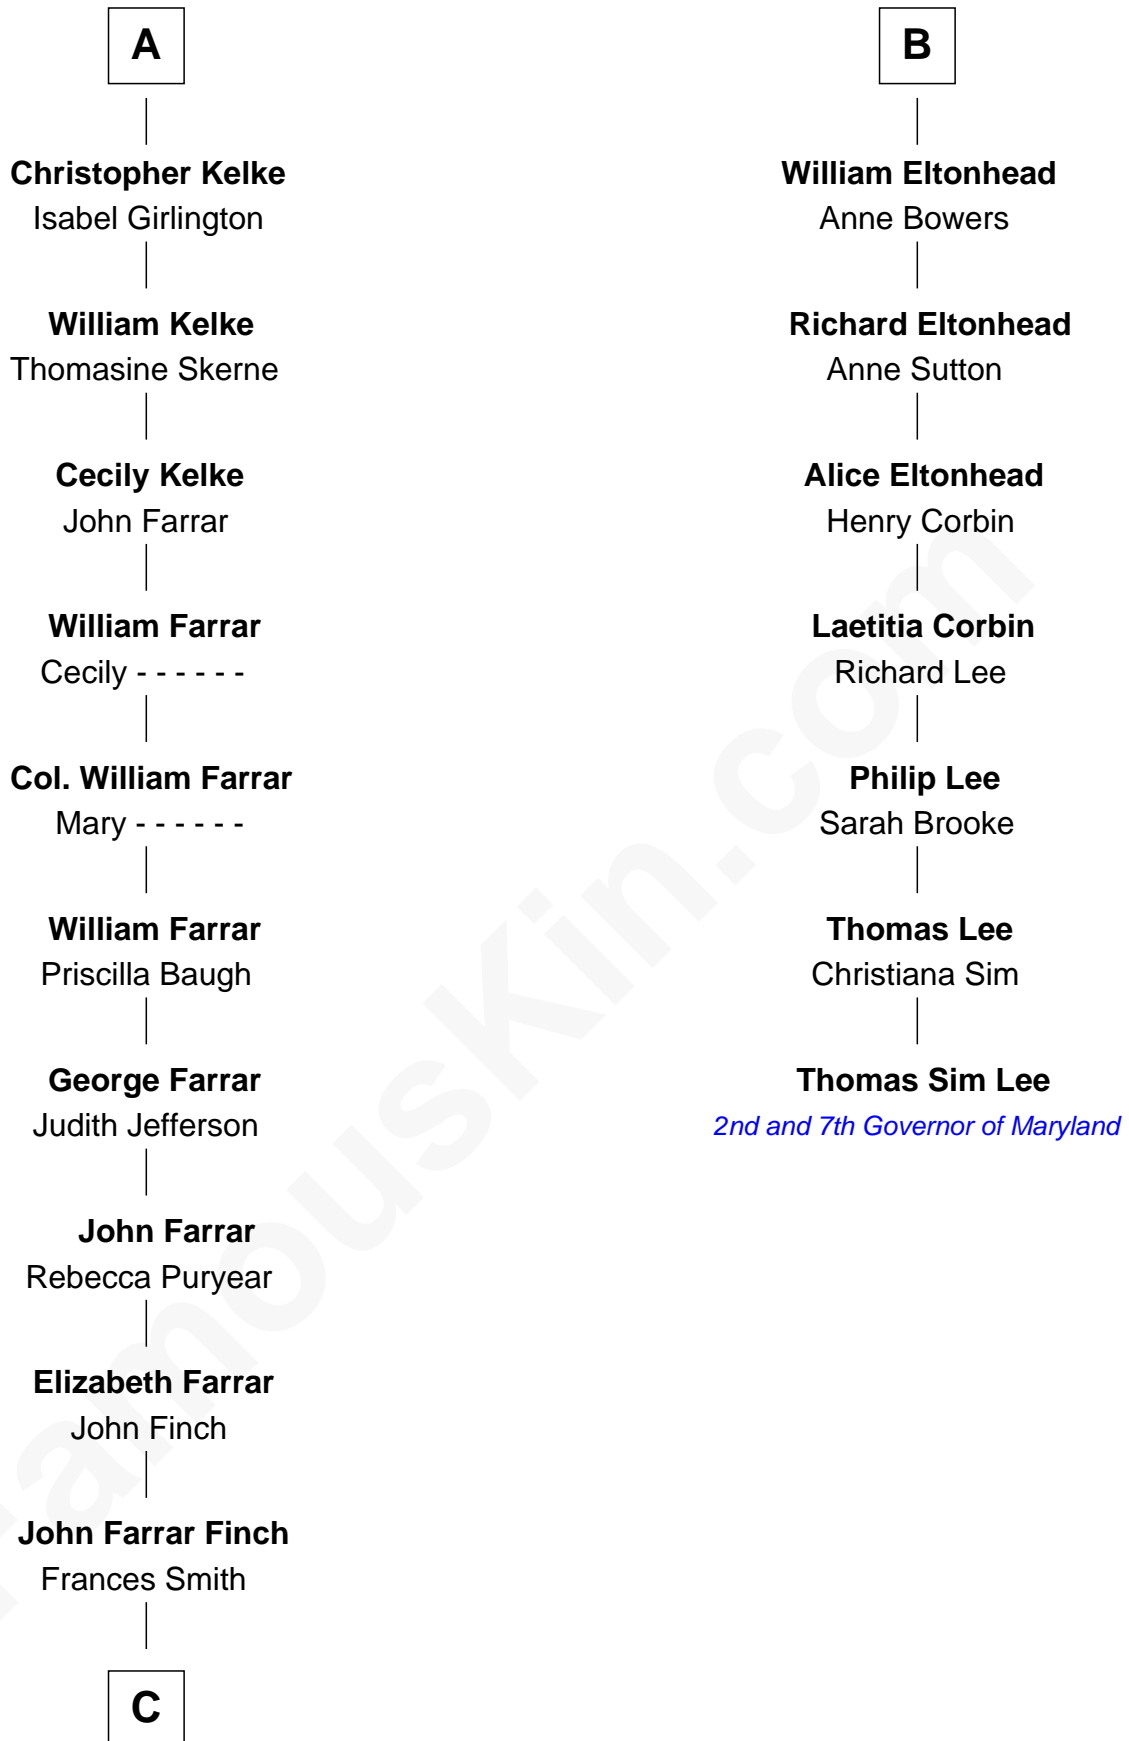 A
Christopher Kelke
Isabel Girlington
William Kelke
Thomasine Skerne
Cecily Kelke
John Farrar
William Farrar
Cecily - - - - - -
Col. William Farrar
Mary - - - - - -
William Farrar
Priscilla Baugh
George Farrar
Judith Jefferson
John Farrar
Rebecca Puryear
Elizabeth Farrar
John Finch
John Farrar Finch
Frances Smith
C
B
William Eltonhead
Anne Bowers
Richard Eltonhead
Anne Sutton
Alice Eltonhead
Henry Corbin
Laetitia Corbin
Richard Lee
Philip Lee
Sarah Brooke
Thomas Lee
Christiana Sim
Thomas Sim Lee
2nd and 7th Governor of Maryland
FamousKin.com